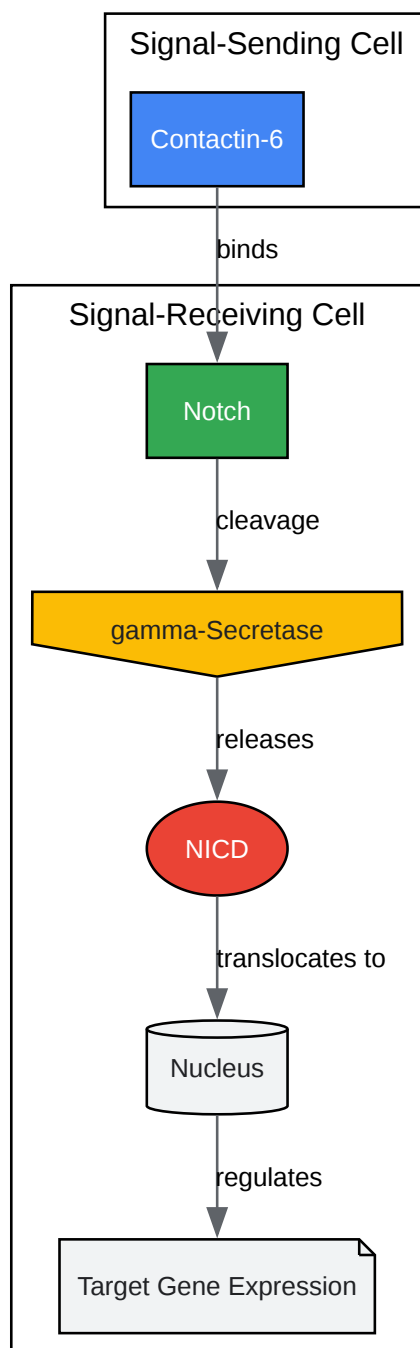 Signal-Sending Cell
Contactin-6
binds
Signal-Receiving Cell
Notch
cleavage
gamma-Secretase
releases
NICD
translocates to
Nucleus
regulates
Target Gene Expression